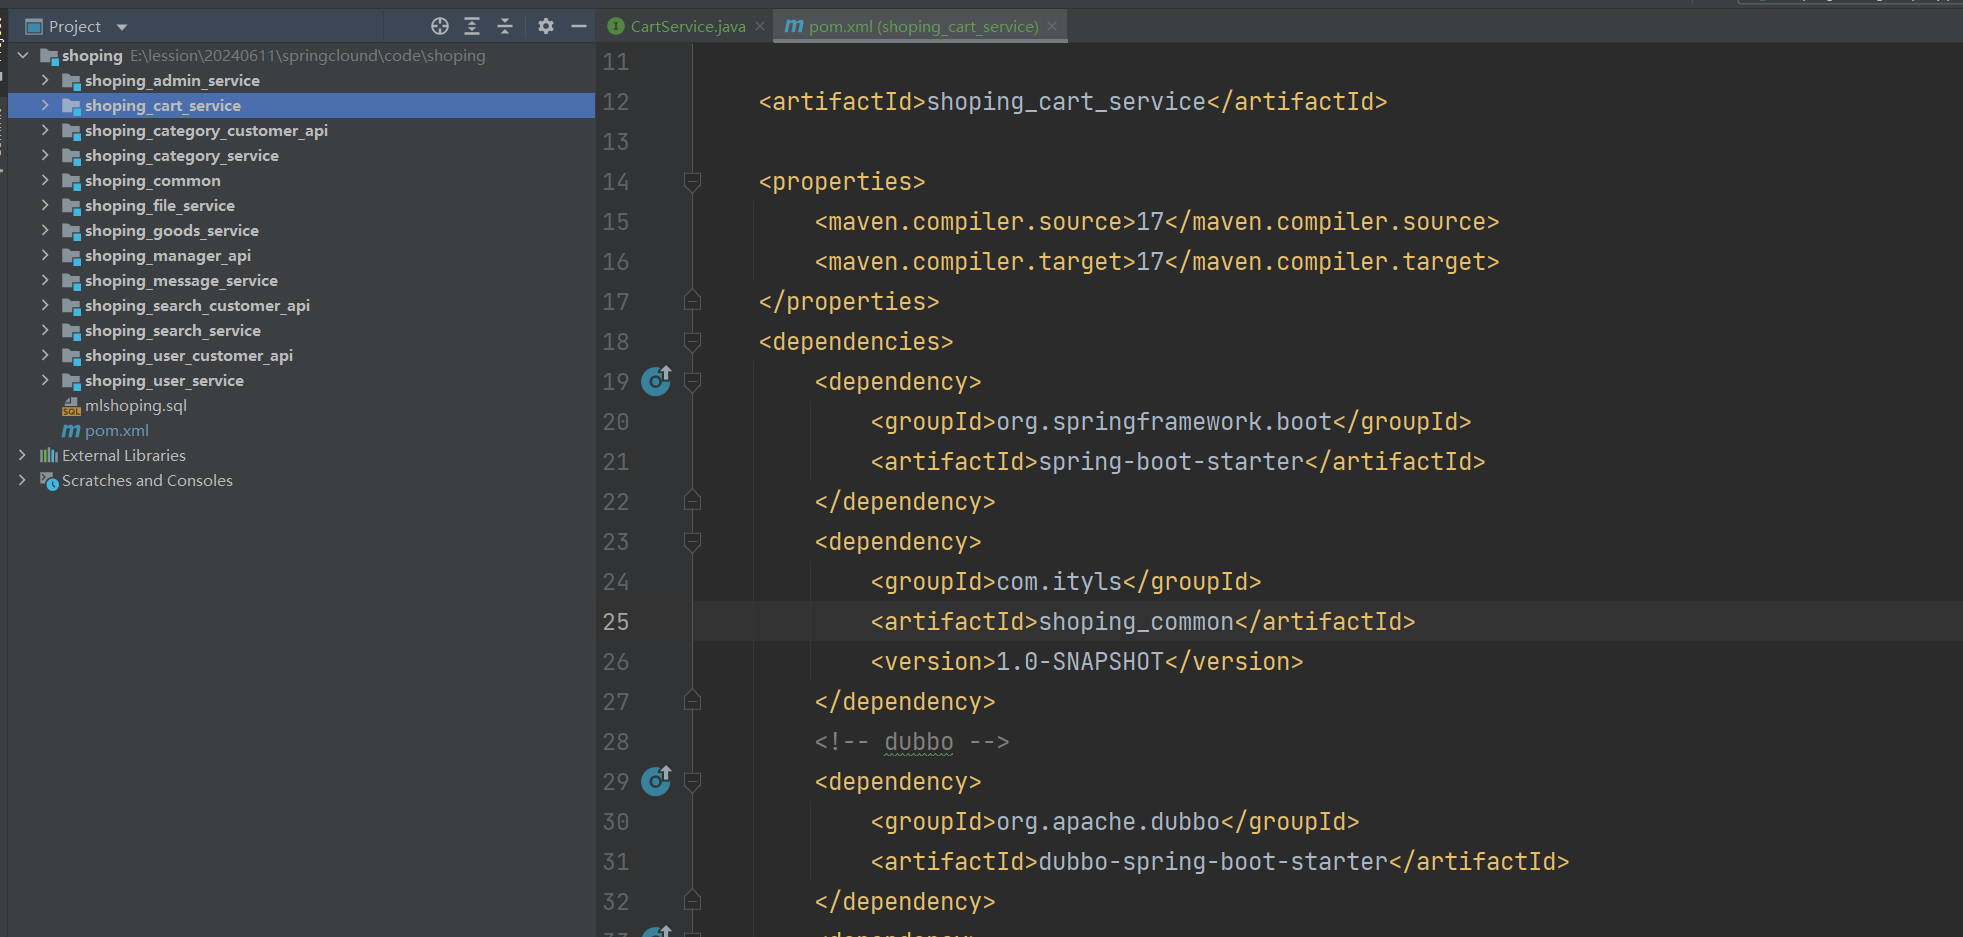 Project
shoping E:\lession\20240611\springclound\code\shoping
shoping_admin_service
shoping_cart_service
shoping_category_customer_api
shoping_category_service
shoping_common
shoping_file_service
shoping_goods_service
shoping_manager_api
shoping_message_service
shoping_search_customer_api
shoping_search_service
shoping_user_customer_api
shoping_user_service
mlshoping.sql
pom.xml
External Libraries
Scratches and Consoles
CartService.java
pom.xml (shoping_cart_service)
11
12 <artifactId>shoping_cart_service</artifactId>
13
14 <properties>
15 <maven.compiler.source>17</maven.compiler.source>
16 <maven.compiler.target>17</maven.compiler.target>
17 </properties>
18 <dependencies>
19 <dependency>
20 <groupId>org.springframework.boot</groupId>
21 <artifactId>spring-boot-starter</artifactId>
22 </dependency>
23 <dependency>
24 <groupId>com.ityls</groupId>
25 <artifactId>shoping_common</artifactId>
26 <version>1.0-SNAPSHOT</version>
27 </dependency>
28 <!-- dubbo -->
29 <dependency>
30 <groupId>org.apache.dubbo</groupId>
31 <artifactId>dubbo-spring-boot-starter</artifactId>
32 </dependency>